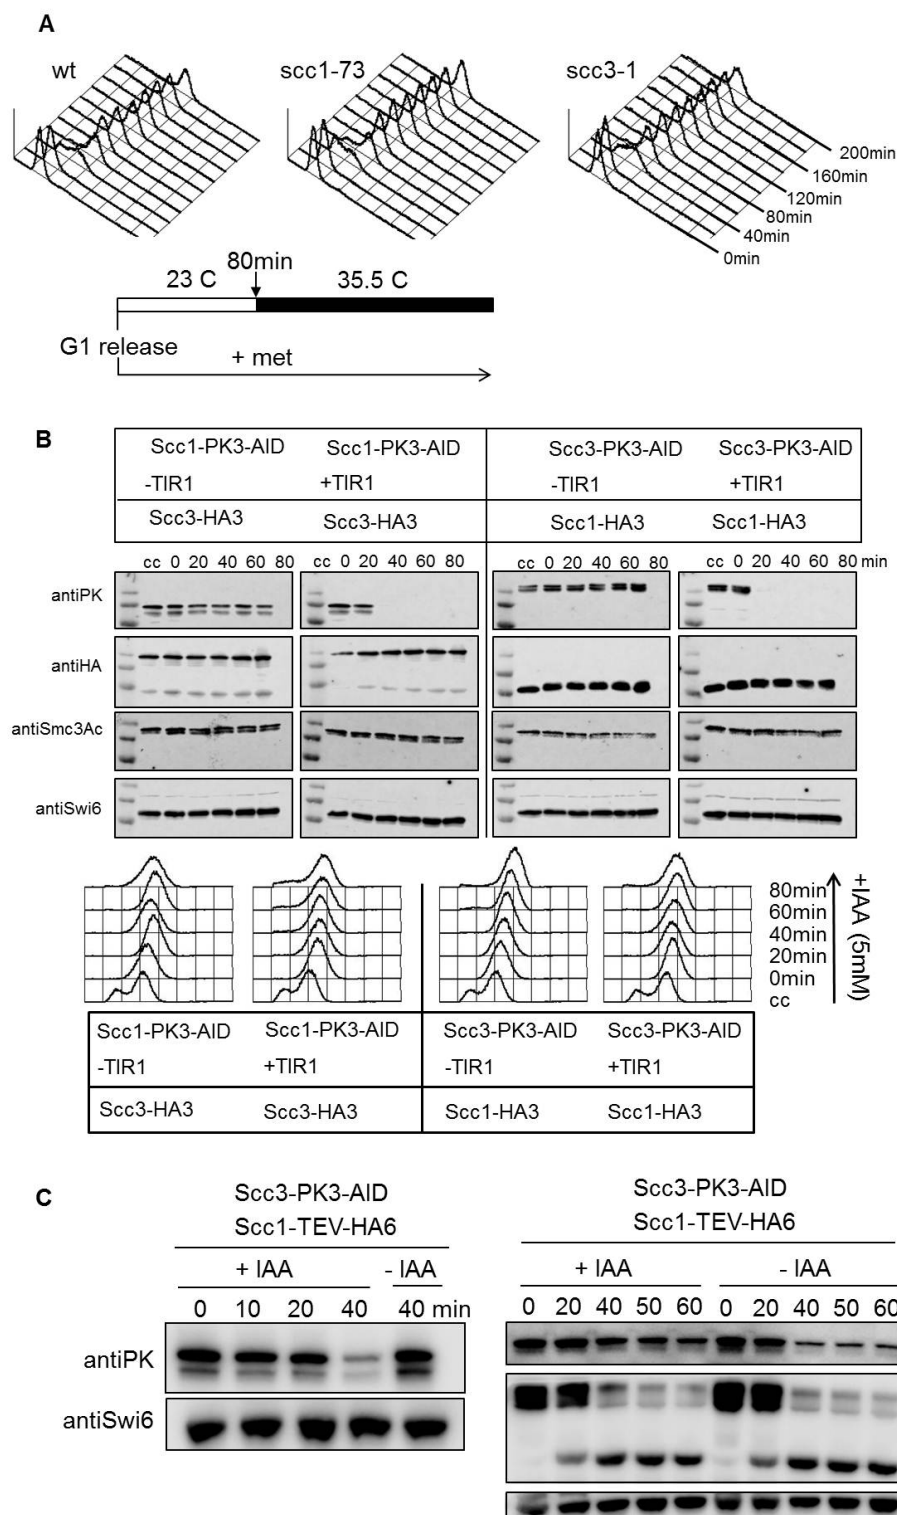 A
wt
scc1-73
scc3-1
200min
160min
120min
80min
40min
0min
80min
23 C
35.5 C
G1 release
+ met
B
Scc1-PK3-AID Scc1-PK3-AID Scc3-PK3-AID Scc3-PK3-AID
-TIR1 +TIR1 -TIR1 +TIR1
Scc3-HA3 Scc3-HA3 Scc1-HA3 Scc1-HA3
cc 0 20 40 60 80 cc 0 20 40 60 80 cc 0 20 40 60 80 cc 0 20 40 60 80 min
antiPK
antiHA
antiSmc3Ac
antiSwi6
80min
60min
40min
20min
0min
cc
+IAA (5mM)
Scc1-PK3-AID Scc1-PK3-AID Scc3-PK3-AID Scc3-PK3-AID
-TIR1 +TIR1 -TIR1 +TIR1
Scc3-HA3 Scc3-HA3 Scc1-HA3 Scc1-HA3
C
Scc3-PK3-AID
Scc1-TEV-HA6
+ IAA - IAA
0 10 20 40 40 min
antiPK
antiSwi6
Scc3-PK3-AID
Scc1-TEV-HA6
+ IAA - IAA
0 20 40 50 60 0 20 40 50 60